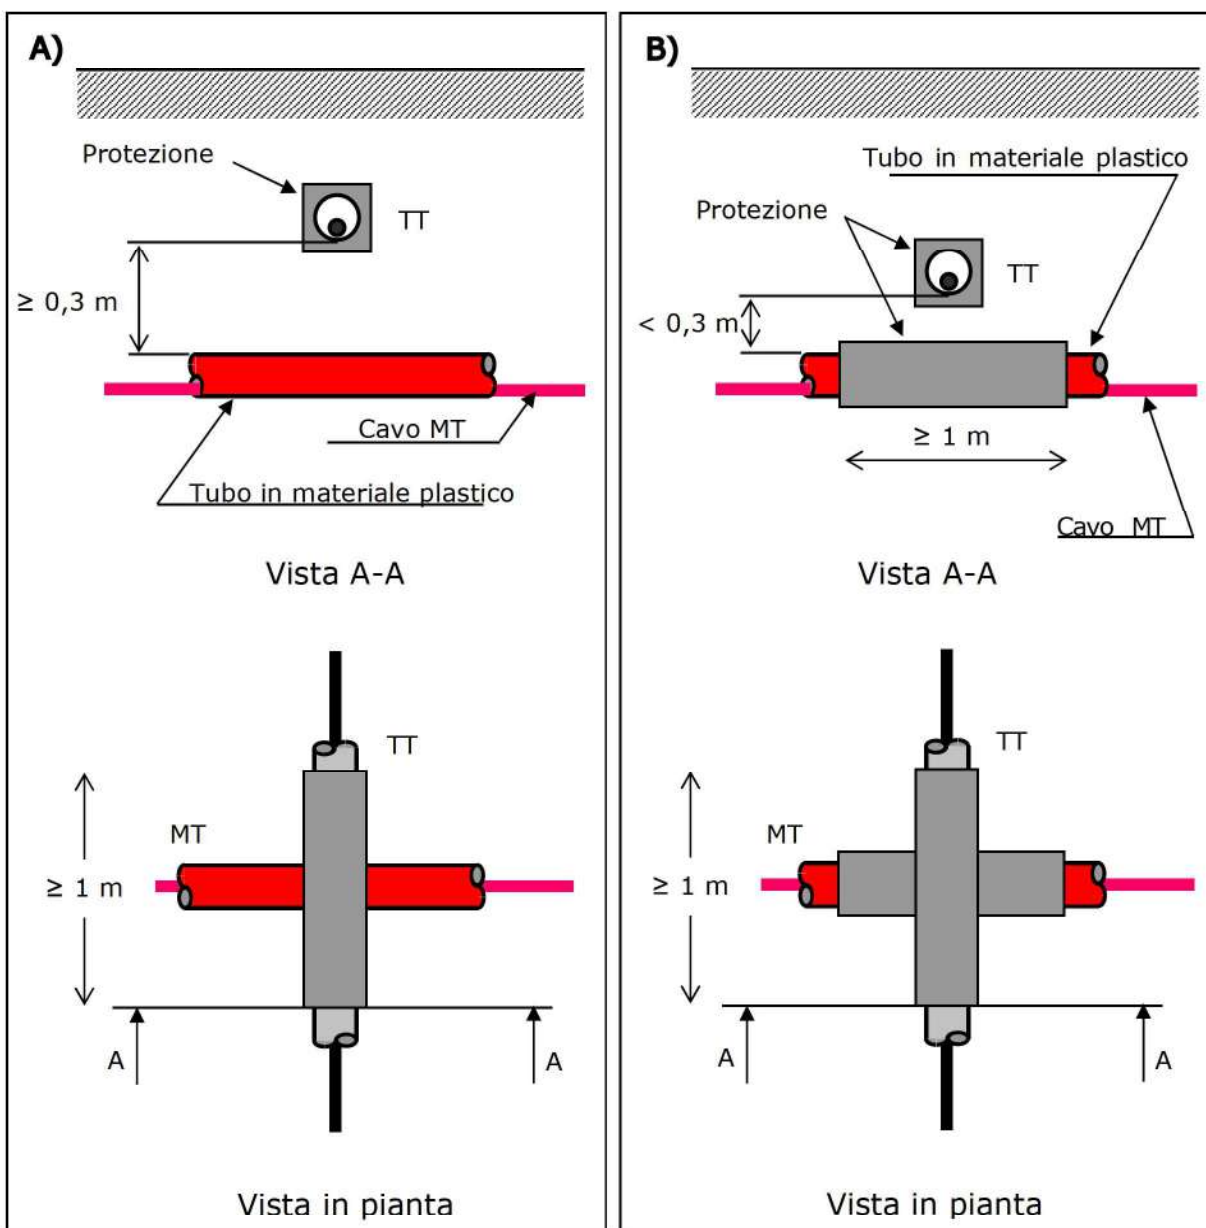 A)
Protezione
TT
≥ 0,3 m
Cavo MT
Tubo in materiale plastico
Vista A-A
TT
MT
≥ 1 m
A
A
Vista in pianta
B)
Tubo in materiale plastico
Protezione
TT
< 0,3 m
≥ 1 m
Cavo MT
Vista A-A
TT
MT
≥ 1 m
A
A
Vista in pianta